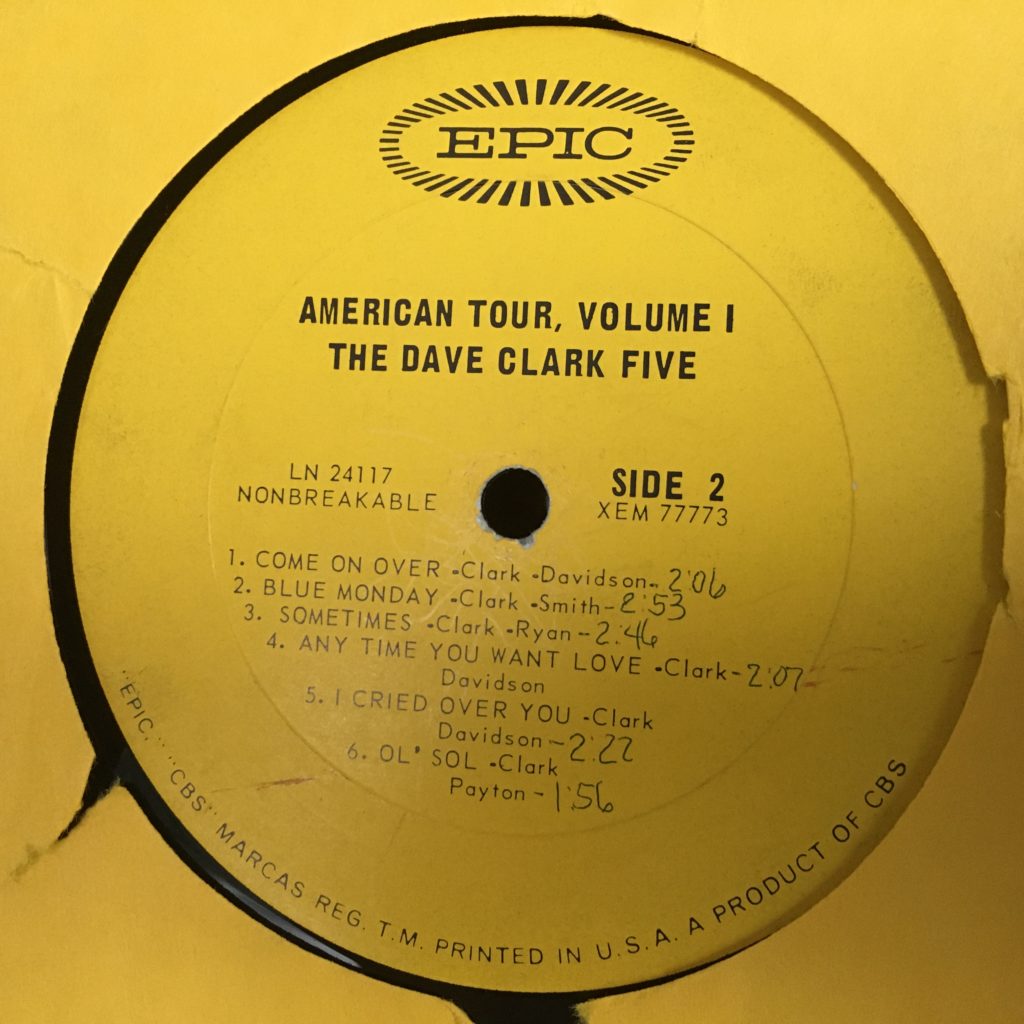 EPIC
AMERICAN TOUR, VOLUME I
THE DAVE CLARK FIVE
LN 24117
NONBREAKABLE
SIDE 2
XEM 77773
1. COME ON OVER -Clark -Davidson- 2:06
2. BLUE MONDAY -Clark -Smith- 2:53
3. SOMETIMES -Clark -Ryan- 2:46
4. ANY TIME YOU WANT LOVE -Clark- 2:07
Davidson
5. I CRIED OVER YOU -Clark
Davidson - 2:22
6. OL' SOL -Clark
Payton - 1:56
"EPIC," "CBS" MARCAS REG. T.M. PRINTED IN U.S.A. A PRODUCT OF CBS